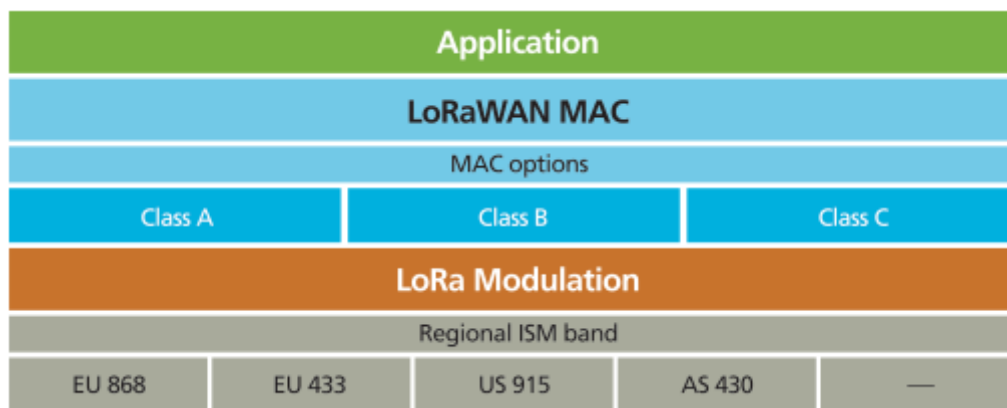 Application
LoRaWAN MAC
MAC options
Class A Class B Class C
LoRa Modulation
Regional ISM band
EU 868 EU 433 US 915 AS 430 —